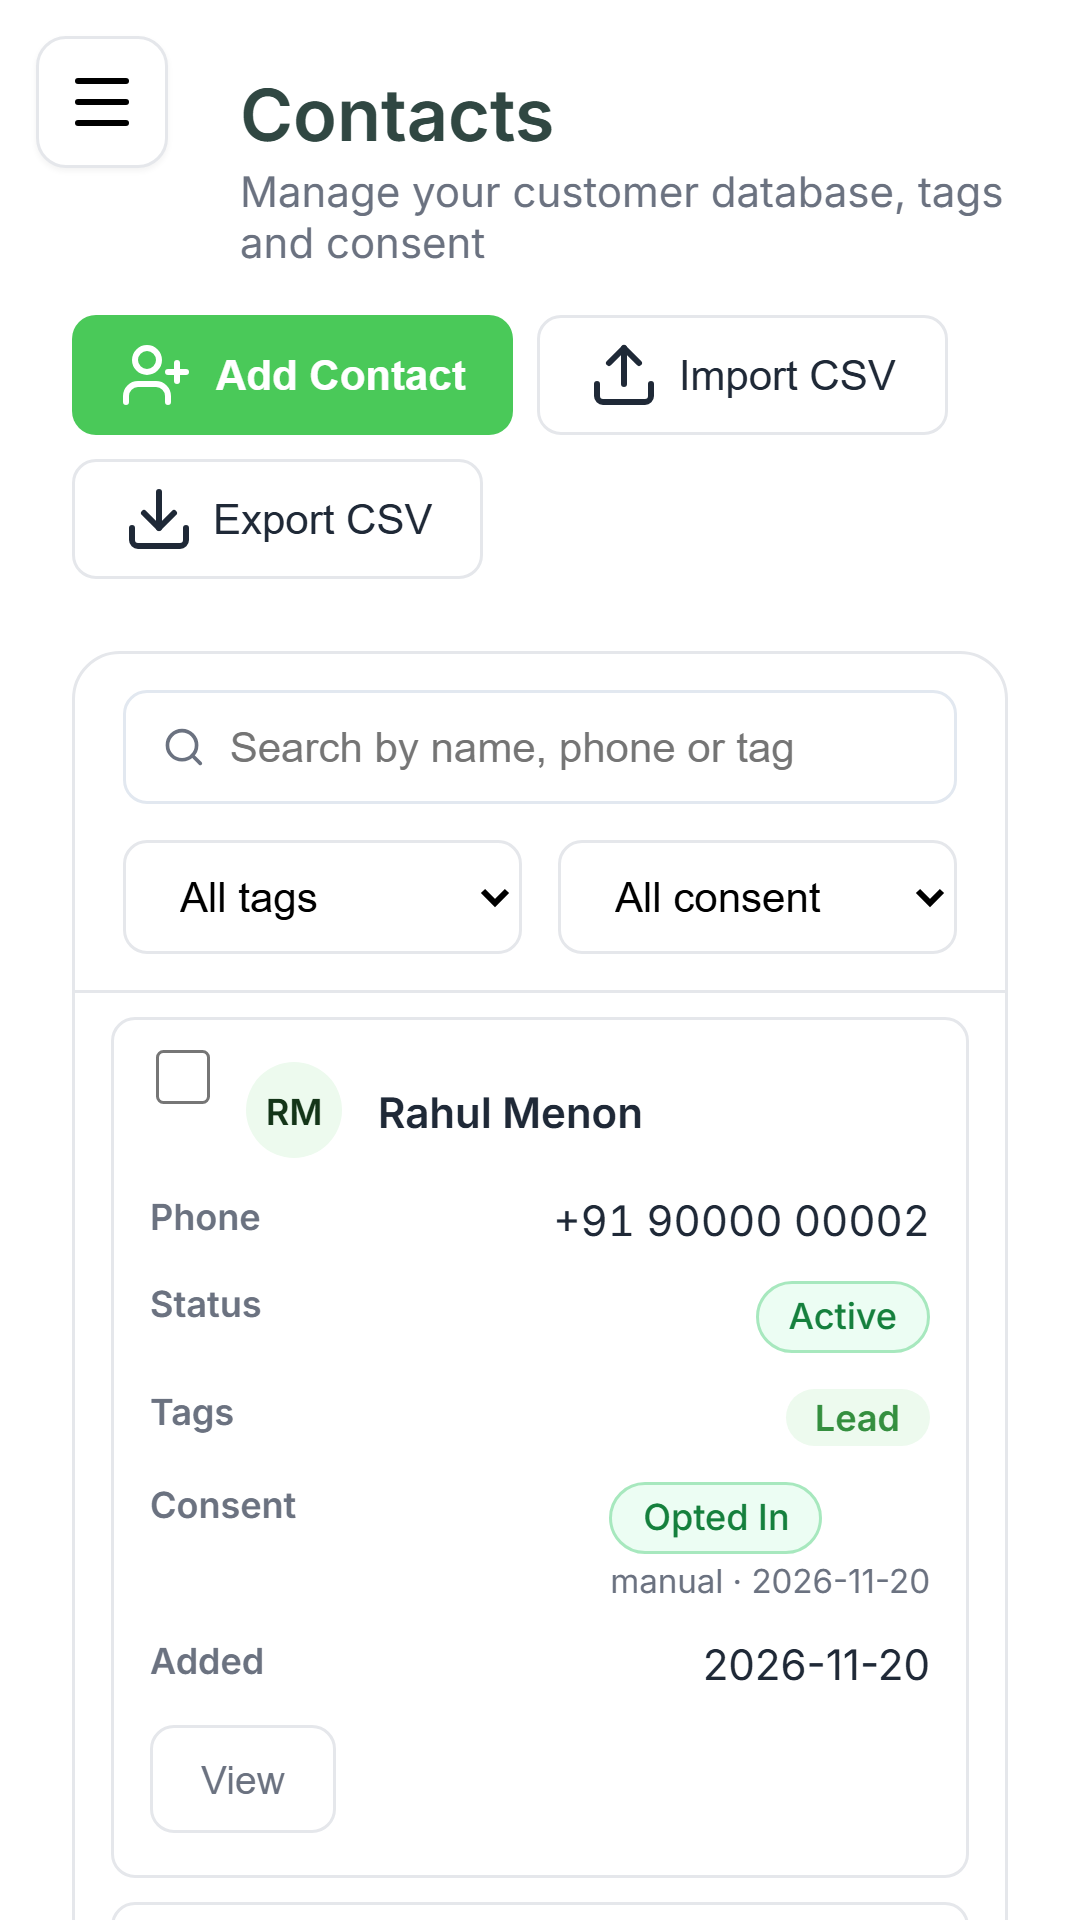 Contacts
Manage your customer database, tags
and consent
Add Contact
Import CSV
Export CSV
Search by name, phone or tag
All tags
All consent
RM
Rahul Menon
Phone
+91 90000 00002
Status
Active
Tags
Lead
Consent
Opted In
manual · 2026-11-20
Added
2026-11-20
View